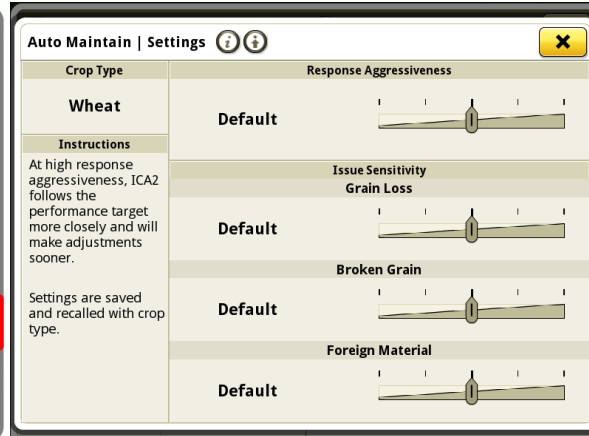 Auto Maintain | Settings
Crop Type
Wheat
Instructions
At high response
aggressiveness, ICA2
follows the
performance target
more closely and will
make adjustments
sooner.
Settings are saved
and recalled with crop
type.
Response Aggressiveness
Default
Issue Sensitivity
Grain Loss
Default
Broken Grain
Default
Foreign Material
Default